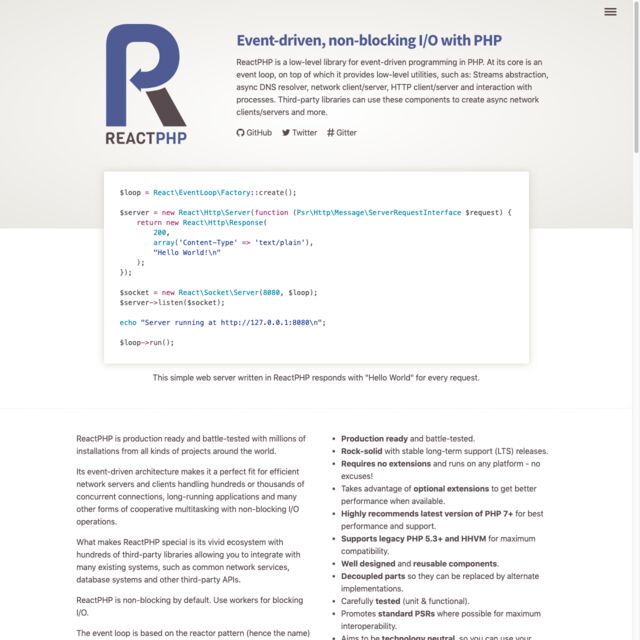 REACTPHP
Event-driven, non-blocking I/O with PHP
ReactPHP is a low-level library for event-driven programming in PHP. At its core is an
event loop, on top of which it provides low-level utilities, such as: Streams abstraction,
async DNS resolver, network client/server, HTTP client/server and interaction with
processes. Third-party libraries can use these components to create async network
clients/servers and more.
GitHub Twitter Gitter
$loop = React\EventLoop\Factory::create();
$server = new React\Http\Server(function (Psr\Http\Message\ServerRequestInterface $request) {
    return new React\Http\Response(
        200,
        array('Content-Type' => 'text/plain'),
        "Hello World!\n"
    );
});
$socket = new React\Socket\Server(8080, $loop);
$server->listen($socket);
echo "Server running at http://127.0.0.1:8080\n";
$loop->run();
This simple web server written in ReactPHP responds with "Hello World" for every request.
ReactPHP is production ready and battle-tested with millions of
installations from all kinds of projects around the world.
Its event-driven architecture makes it a perfect fit for efficient
network servers and clients handling hundreds or thousands of
concurrent connections, long-running applications and many
other forms of cooperative multitasking with non-blocking I/O
operations.
What makes ReactPHP special is its vivid ecosystem with
hundreds of third-party libraries allowing you to integrate with
many existing systems, such as common network services,
database systems and other third-party APIs.
ReactPHP is non-blocking by default. Use workers for blocking
I/O.
The event loop is based on the reactor pattern (hence the name)
Production ready and battle-tested.
Rock-solid with stable long-term support (LTS) releases.
Requires no extensions and runs on any platform - no
excuses!
Takes advantage of optional extensions to get better
performance when available.
Highly recommends latest version of PHP 7+ for best
performance and support.
Supports legacy PHP 5.3+ and HHVM for maximum
compatibility.
Well designed and reusable components.
Decoupled parts so they can be replaced by alternate
implementations.
Carefully tested (unit & functional).
Promotes standard PSRs where possible for maximum
interoperability.
Aims to be technology neutral, so you can use your